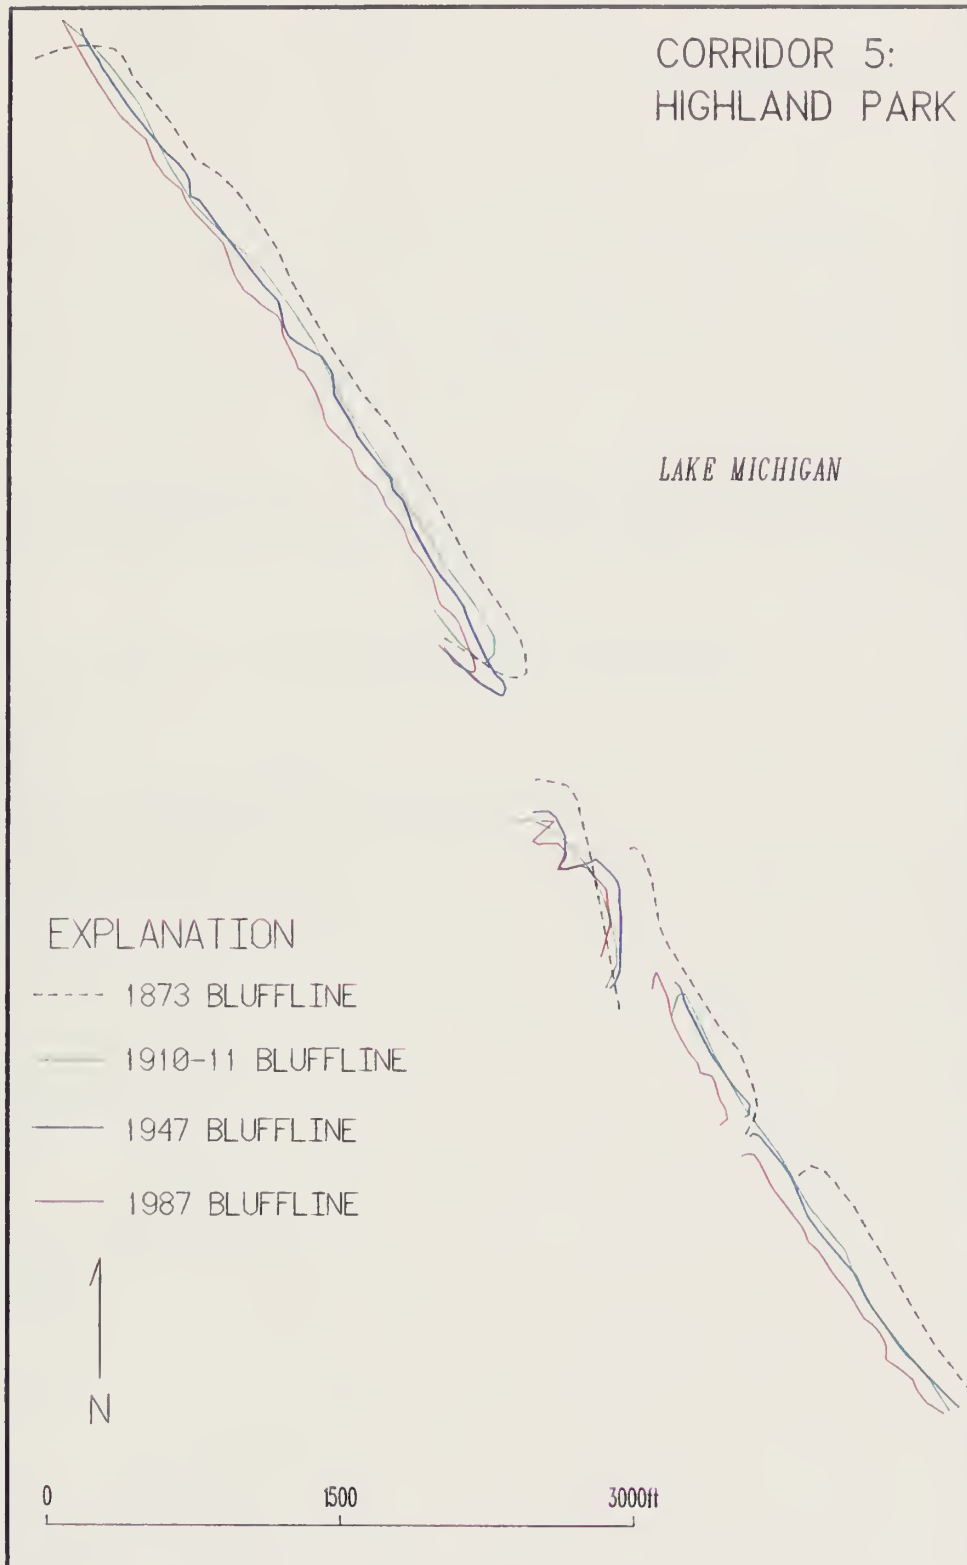 CORRIDOR 5:
HIGHLAND PARK
LAKE MICHIGAN
EXPLANATION
1873 BLUFFLINE
1910-11 BLUFFLINE
1947 BLUFFLINE
1987 BLUFFLINE
N
0 1500 3000ft